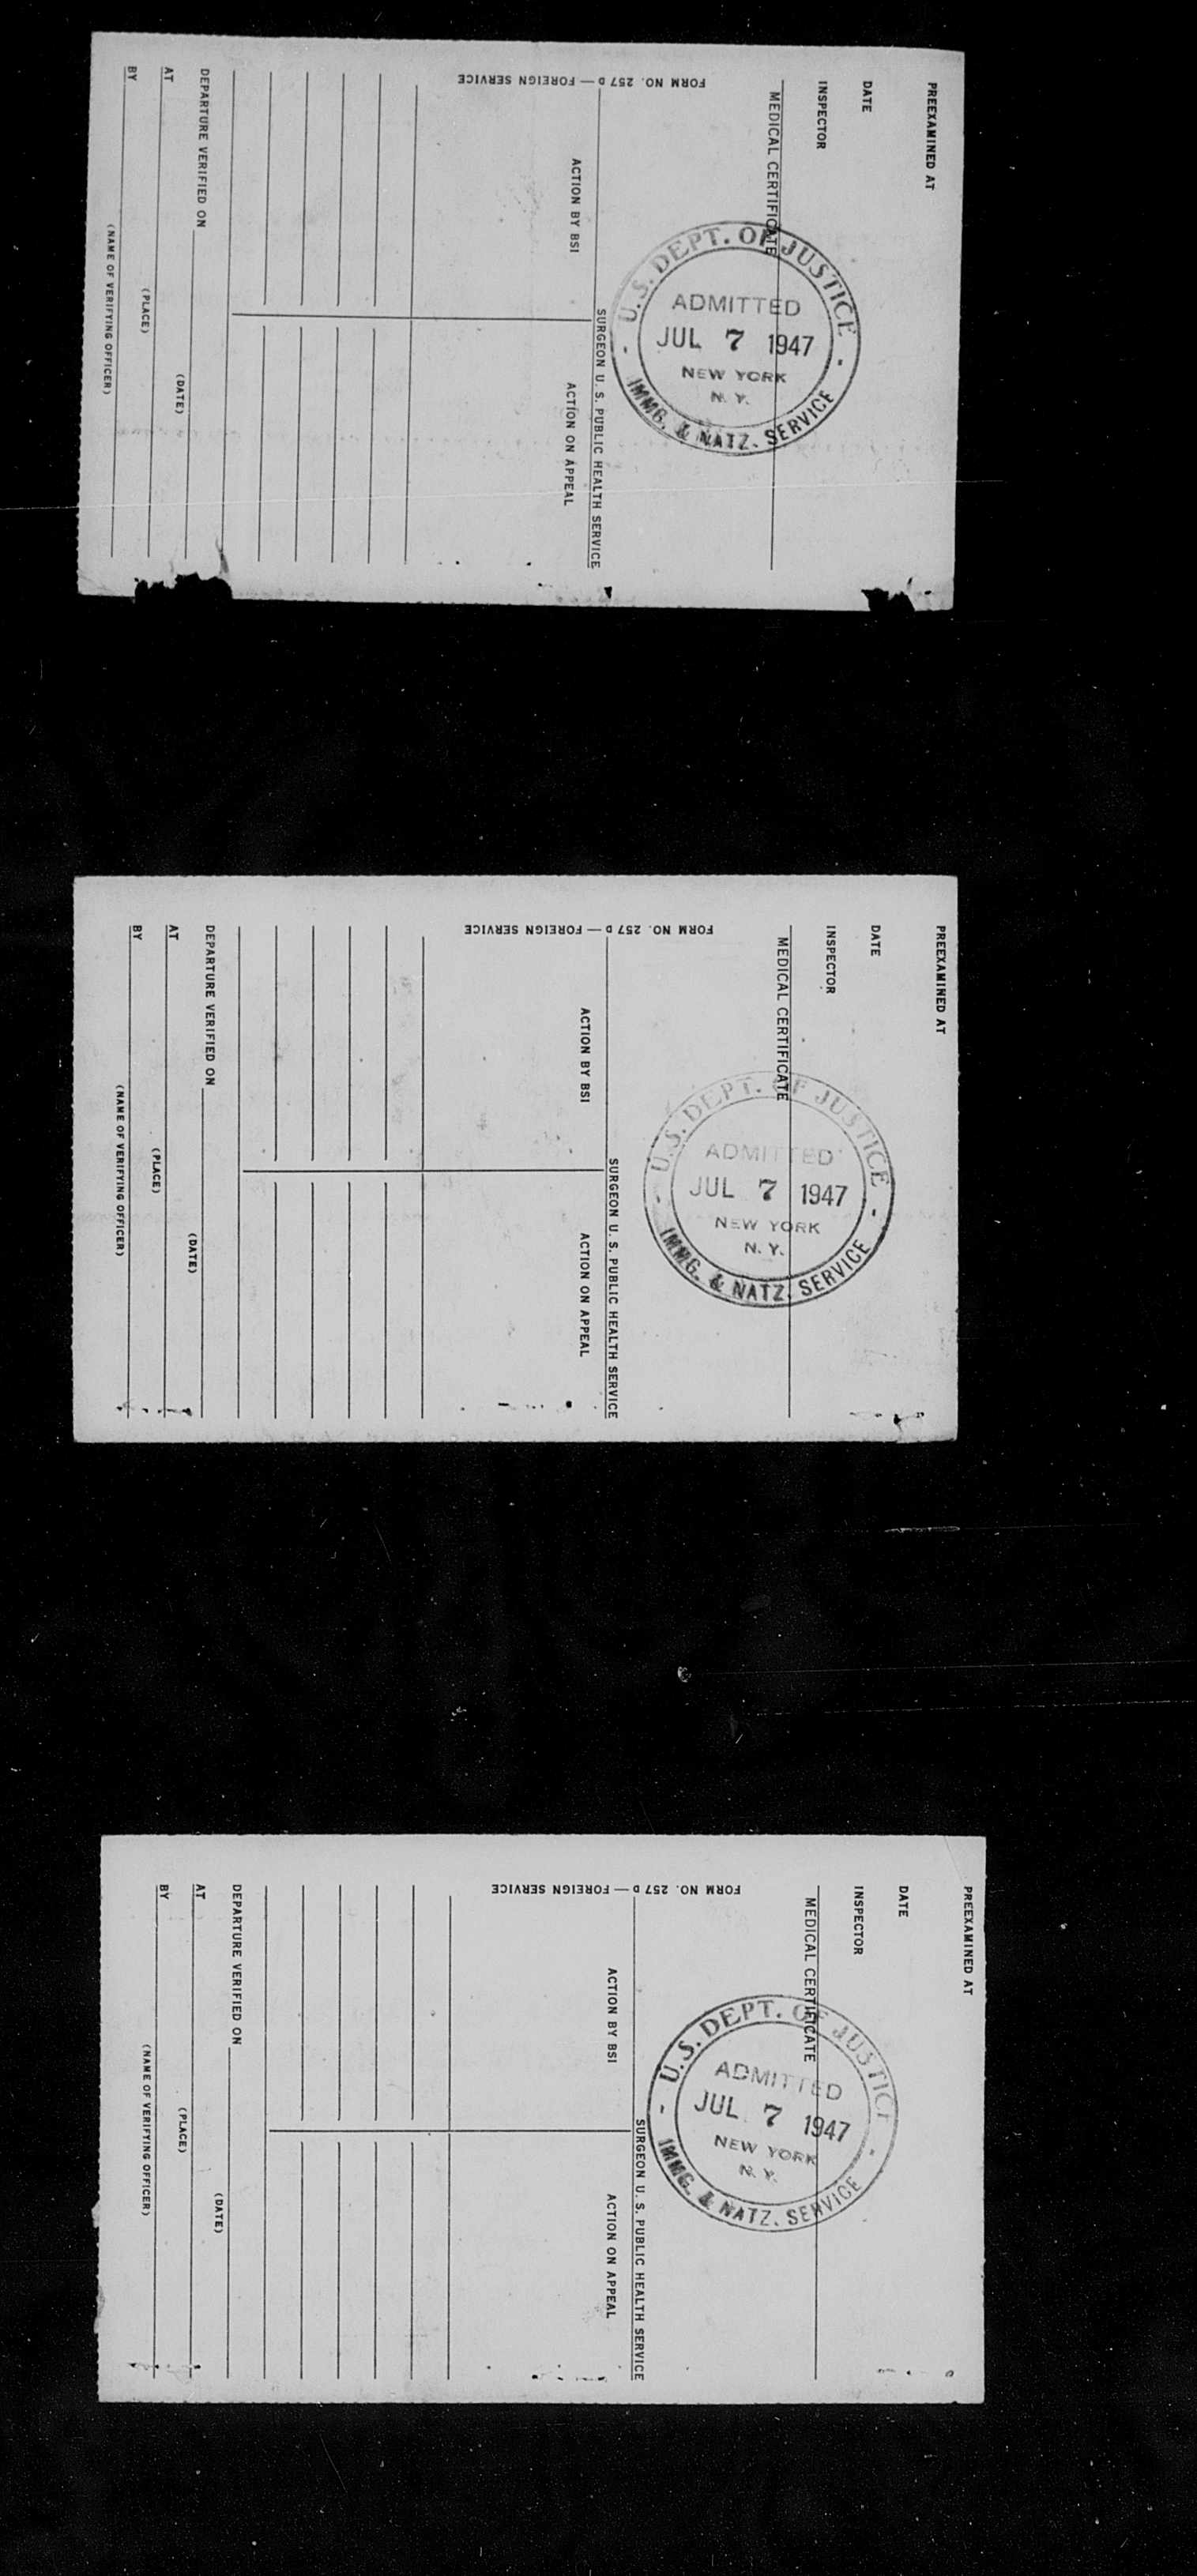 PREEXAMINED AT
DATE
INSPECTOR
MEDICAL CERTIFICATE
U.S. DEPT. OF JUSTICE
ADMITTED
JUL 7 1947
NEW YORK
N. Y.
IMMG. & NATZ. SERVICE
SURGEON U. S. PUBLIC HEALTH SERVICE
ACTION BY BSI
ACTION ON APPEAL
DEPARTURE VERIFIED ON
(DATE)
AT
(PLACE)
BY
(NAME OF VERIFYING OFFICER)
FORM NO. 257 D — FOREIGN SERVICE
PREEXAMINED AT
DATE
INSPECTOR
MEDICAL CERTIFICATE
U.S. DEPT. OF JUSTICE
ADMITTED
JUL 7 1947
NEW YORK
N. Y.
IMMG. & NATZ. SERVICE
SURGEON U. S. PUBLIC HEALTH SERVICE
ACTION BY BSI
ACTION ON APPEAL
DEPARTURE VERIFIED ON
(DATE)
AT
(PLACE)
BY
(NAME OF VERIFYING OFFICER)
FORM NO. 257 D — FOREIGN SERVICE
PREEXAMINED AT
DATE
INSPECTOR
MEDICAL CERTIFICATE
U.S. DEPT. OF JUSTICE
ADMITTED
JUL 7 1947
NEW YORK
N. Y.
IMMG. & NATZ. SERVICE
SURGEON U. S. PUBLIC HEALTH SERVICE
ACTION BY BSI
ACTION ON APPEAL
DEPARTURE VERIFIED ON
(DATE)
AT
(PLACE)
BY
(NAME OF VERIFYING OFFICER)
FORM NO. 257 D — FOREIGN SERVICE